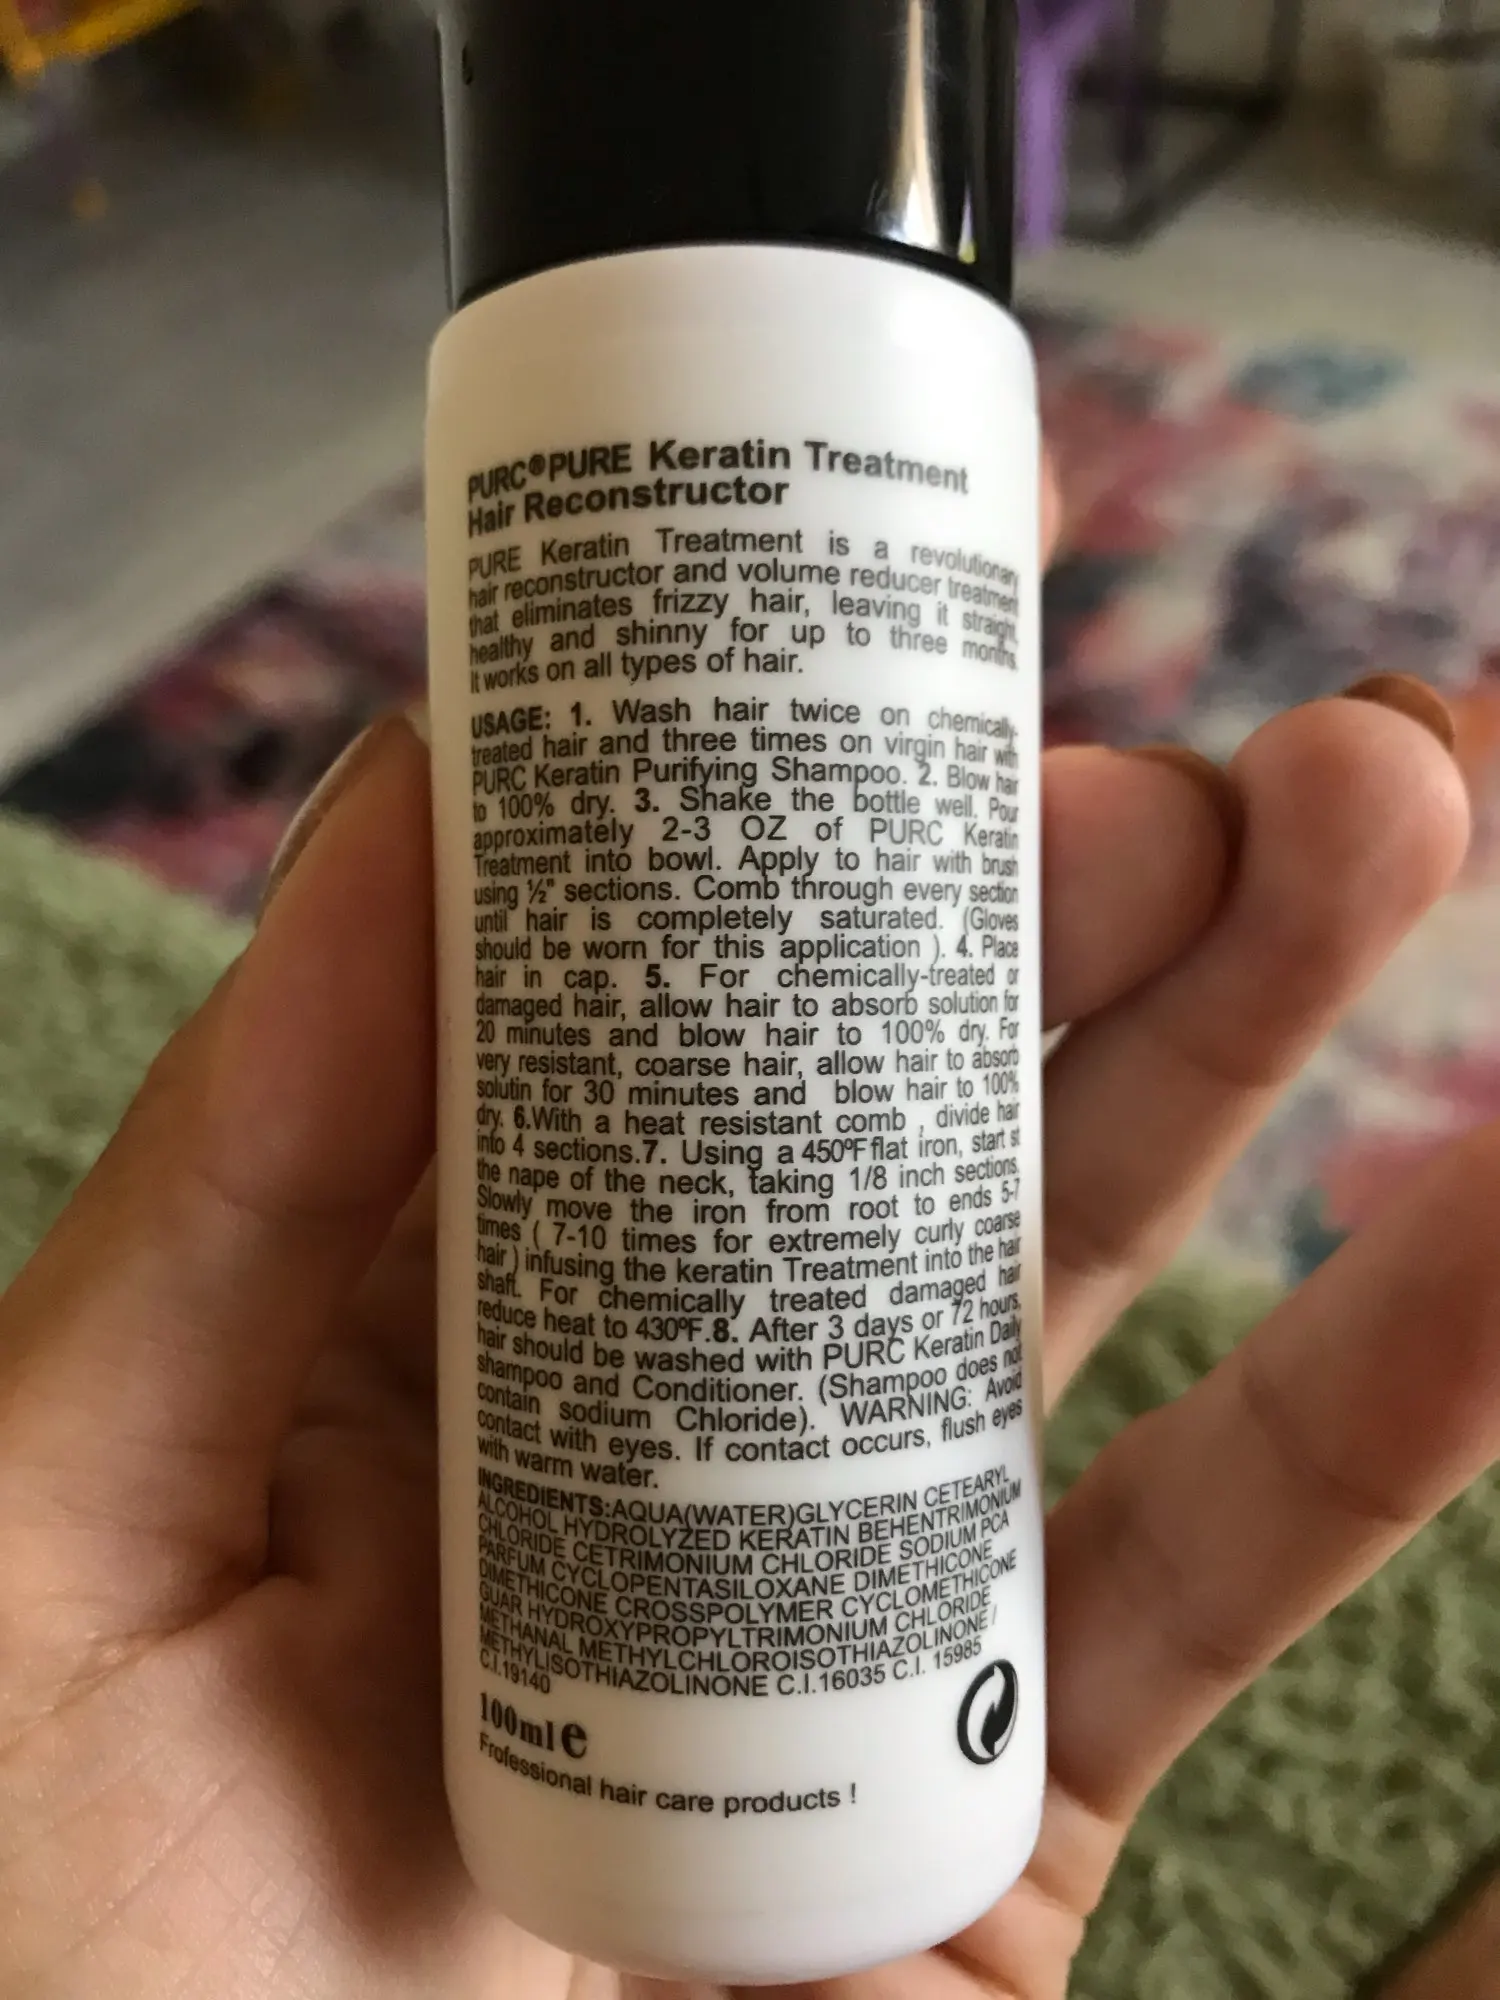 PURC®PURE Keratin Treatment
Hair Reconstructor
PURE Keratin Treatment is a revolutionary
hair reconstructor and volume reducer treatment
that eliminates frizzy hair, leaving it straight,
healthy and shinny for up to three months.
It works on all types of hair.
USAGE: 1. Wash hair twice on chemically-
treated hair and three times on virgin hair with
PURC Keratin Purifying Shampoo. 2. Blow hair
to 100% dry. 3. Shake the bottle well. Pour
approximately 2-3 OZ of PURC Keratin
Treatment into bowl. Apply to hair with brush
using ½" sections. Comb through every section
until hair is completely saturated. (Gloves
should be worn for this application ). 4. Place
hair in cap. 5. For chemically-treated or
damaged hair, allow hair to absorb solution for
20 minutes and blow hair to 100% dry. For
very resistant, coarse hair, allow hair to absorb
solutin for 30 minutes and blow hair to 100%
dry. 6.With a heat resistant comb , divide hair
into 4 sections.7. Using a 450ºF flat iron, start st
the nape of the neck, taking 1/8 inch sections.
Slowly move the iron from root to ends 5-7
times ( 7-10 times for extremely curly coarse
hair ) infusing the keratin Treatment into the hair
shaft. For chemically treated damaged hair
reduce heat to 430ºF.8. After 3 days or 72 hours,
hair should be washed with PURC Keratin Daily
shampoo and Conditioner. (Shampoo does not
contain sodium Chloride). WARNING: Avoid
contact with eyes. If contact occurs, flush eyes
with warm water.
INGREDIENTS:AQUA(WATER)GLYCERIN CETEARYL
ALCOHOL HYDROLYZED KERATIN BEHENTRIMONIUM
CHLORIDE CETRIMONIUM CHLORIDE SODIUM PCA
PARFUM CYCLOPENTASILOXANE DIMETHICONE
DIMETHICONE CROSSPOLYMER CYCLOMETHICONE
GUAR HYDROXYPROPYLTRIMONIUM CHLORIDE
METHANAL METHYLCHLOROISOTHIAZOLINONE /
METHYLISOTHIAZOLINONE C.I.16035 C.I. 15985
C.I.19140
100ml e
Frofessional hair care products !